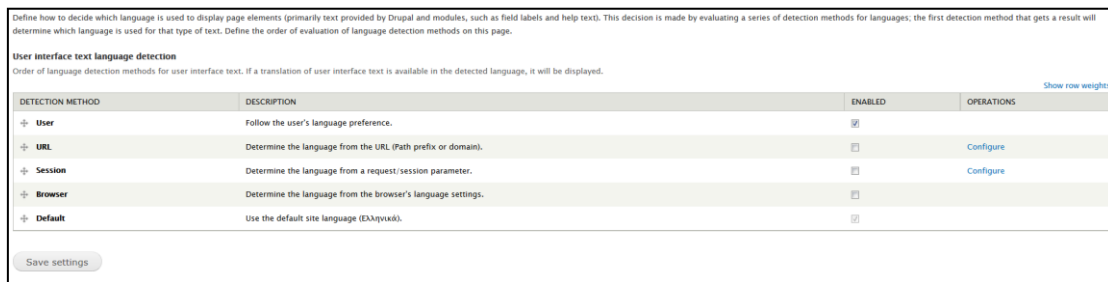 Define how to decide which language is used to display page elements (primarily text provided by Drupal and modules, such as field labels and help text). This decision is made by evaluating a series of detection methods for languages; the first detection method that gets a result will
determine which language is used for that type of text. Define the order of evaluation of language detection methods on this page.
User interface text language detection
Order of language detection methods for user interface text. If a translation of user interface text is available in the detected language, it will be displayed.
Show row weights
DETECTION METHOD DESCRIPTION ENABLED OPERATIONS
User Follow the user's language preference.
URL Determine the language from the URL (Path prefix or domain). Configure
Session Determine the language from a request/session parameter. Configure
Browser Determine the language from the browser's language settings.
Default Use the default site language (Ελληνικά).
Save settings